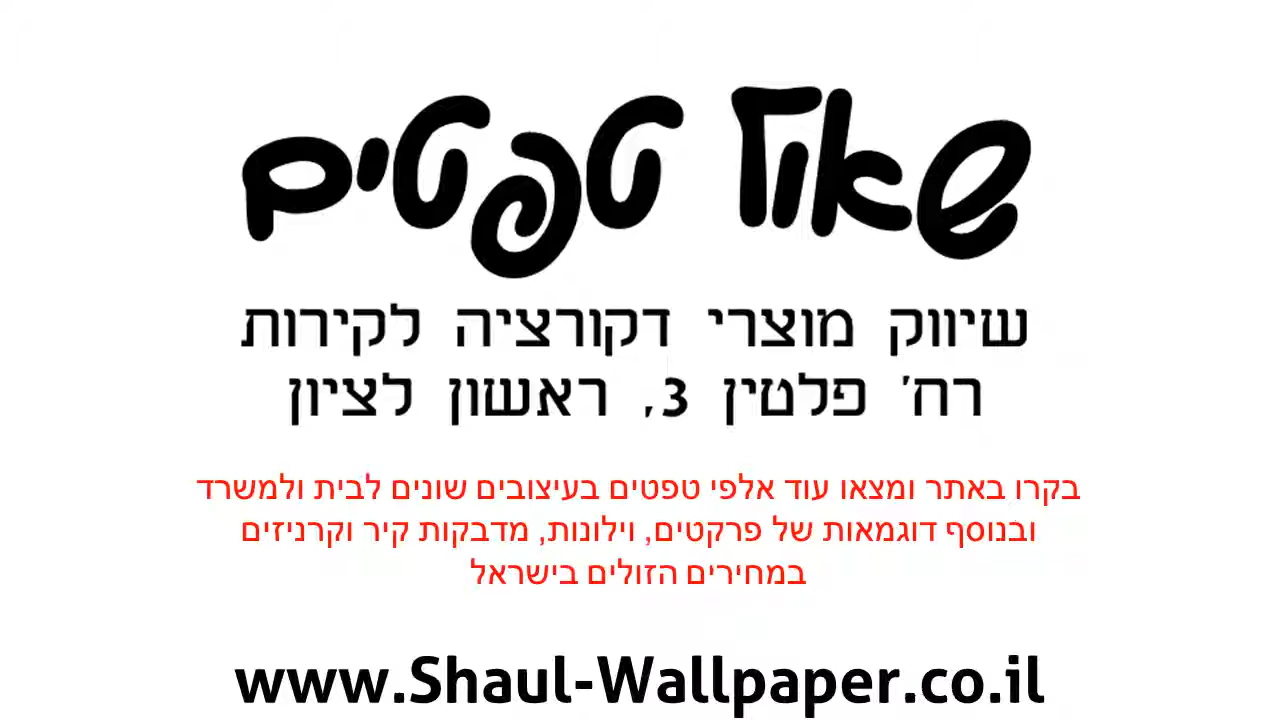 שאול טפטים
שיווק מוצרי דקורציה לקירות
רח' פלטין 3, ראשון לציון
בקרו באתר ומצאו עוד אלפי טפטים בעיצובים שונים לבית ולמשרד
ובנוסף דוגמאות של פרקטים, וילונות, מדבקות קיר וקרניזים
במחירים הזולים בישראל
www.Shaul-Wallpaper.co.il